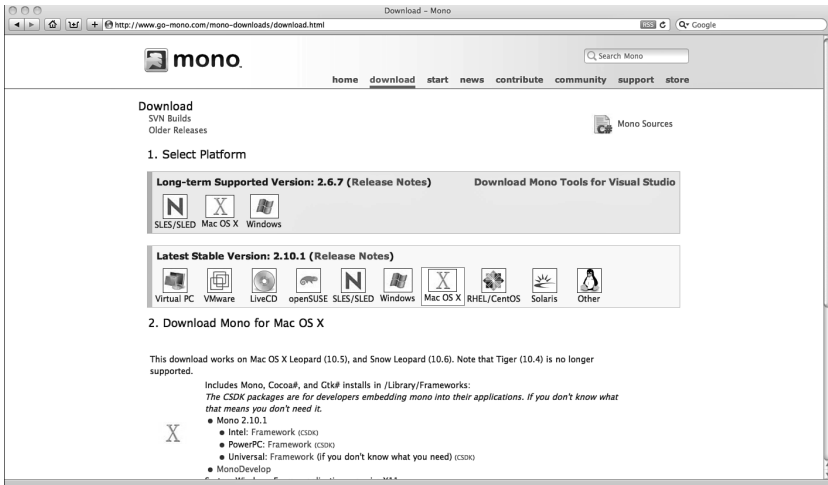 Download – Mono
http://www.go-mono.com/mono-downloads/download.html
RSS
Google
mono
Search Mono
home download start news contribute community support store
Download
SVN Builds
Older Releases
C#
Mono Sources
1. Select Platform
Long-term Supported Version: 2.6.7 (Release Notes) Download Mono Tools for Visual Studio
SLES/SLED Mac OS X Windows
Latest Stable Version: 2.10.1 (Release Notes)
Virtual PC VMware LiveCD openSUSE SLES/SLED Windows Mac OS X RHEL/CentOS Solaris Other
2. Download Mono for Mac OS X
This download works on Mac OS X Leopard (10.5), and Snow Leopard (10.6). Note that Tiger (10.4) is no longer
supported.
Includes Mono, Cocoa#, and Gtk# installs in /Library/Frameworks:
The CSDK packages are for developers embedding mono into their applications. If you don't know what
that means you don't need it.
• Mono 2.10.1
• Intel: Framework (CSDK)
• PowerPC: Framework (CSDK)
• Universal: Framework (if you don't know what you need) (CSDK)
• MonoDevelop